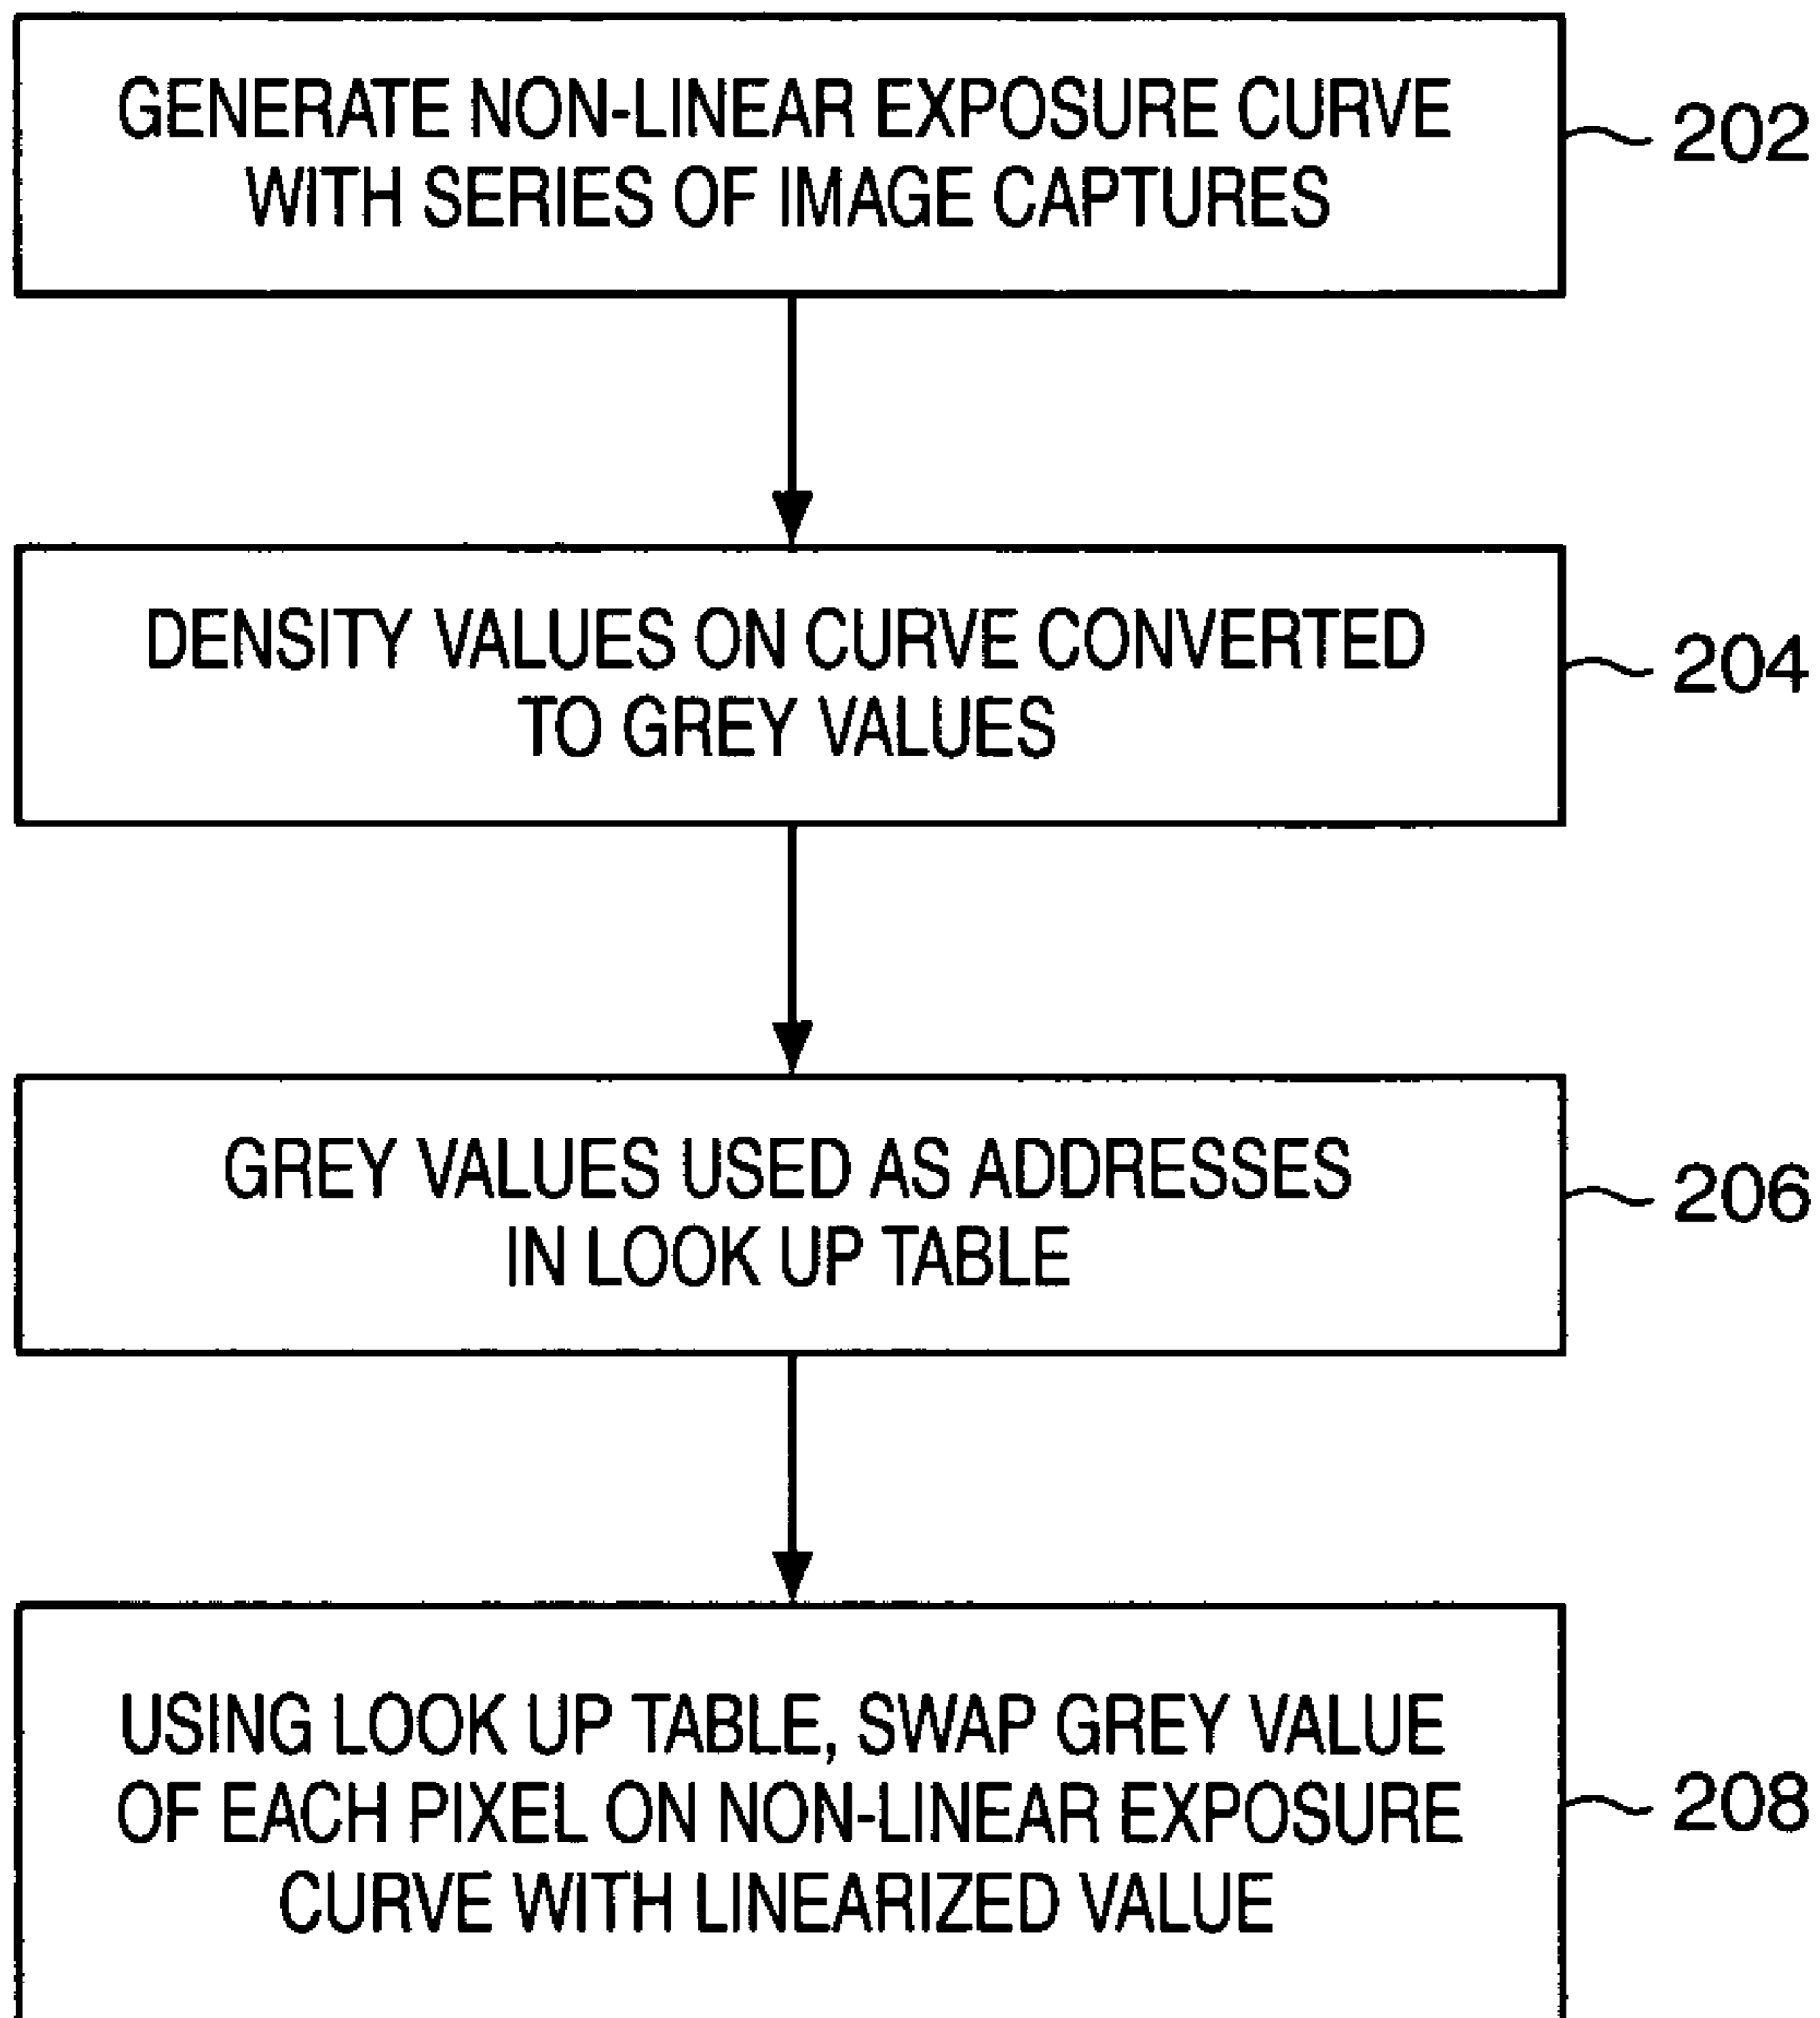 GENERATE NON-LINEAR EXPOSURE CURVE
WITH SERIES OF IMAGE CAPTURES
202
DENSITY VALUES ON CURVE CONVERTED
TO GREY VALUES
204
GREY VALUES USED AS ADDRESSES
IN LOOK UP TABLE
206
USING LOOK UP TABLE, SWAP GREY VALUE
OF EACH PIXEL ON NON-LINEAR EXPOSURE
CURVE WITH LINEARIZED VALUE
208